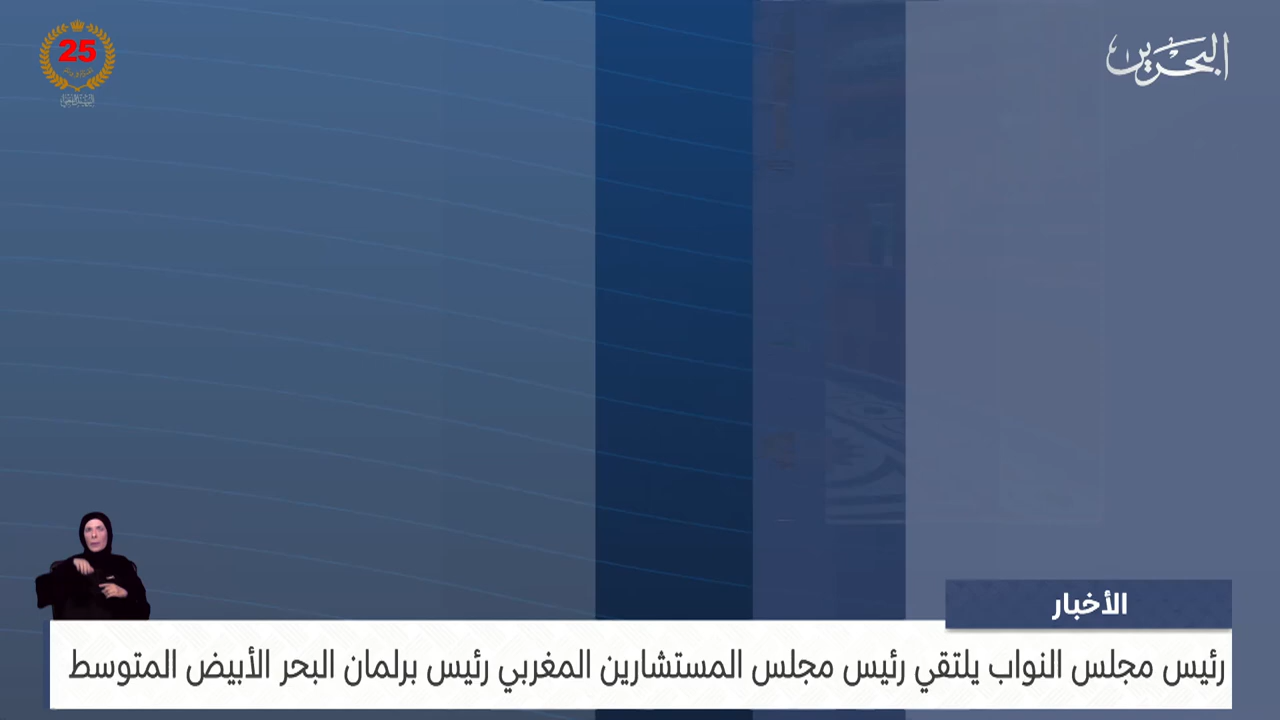 25
البحرين
الأخبار
رئيس مجلس النواب يلتقي رئيس مجلس المستشارين المغربي رئيس برلمان البحر الأبيض المتوسط